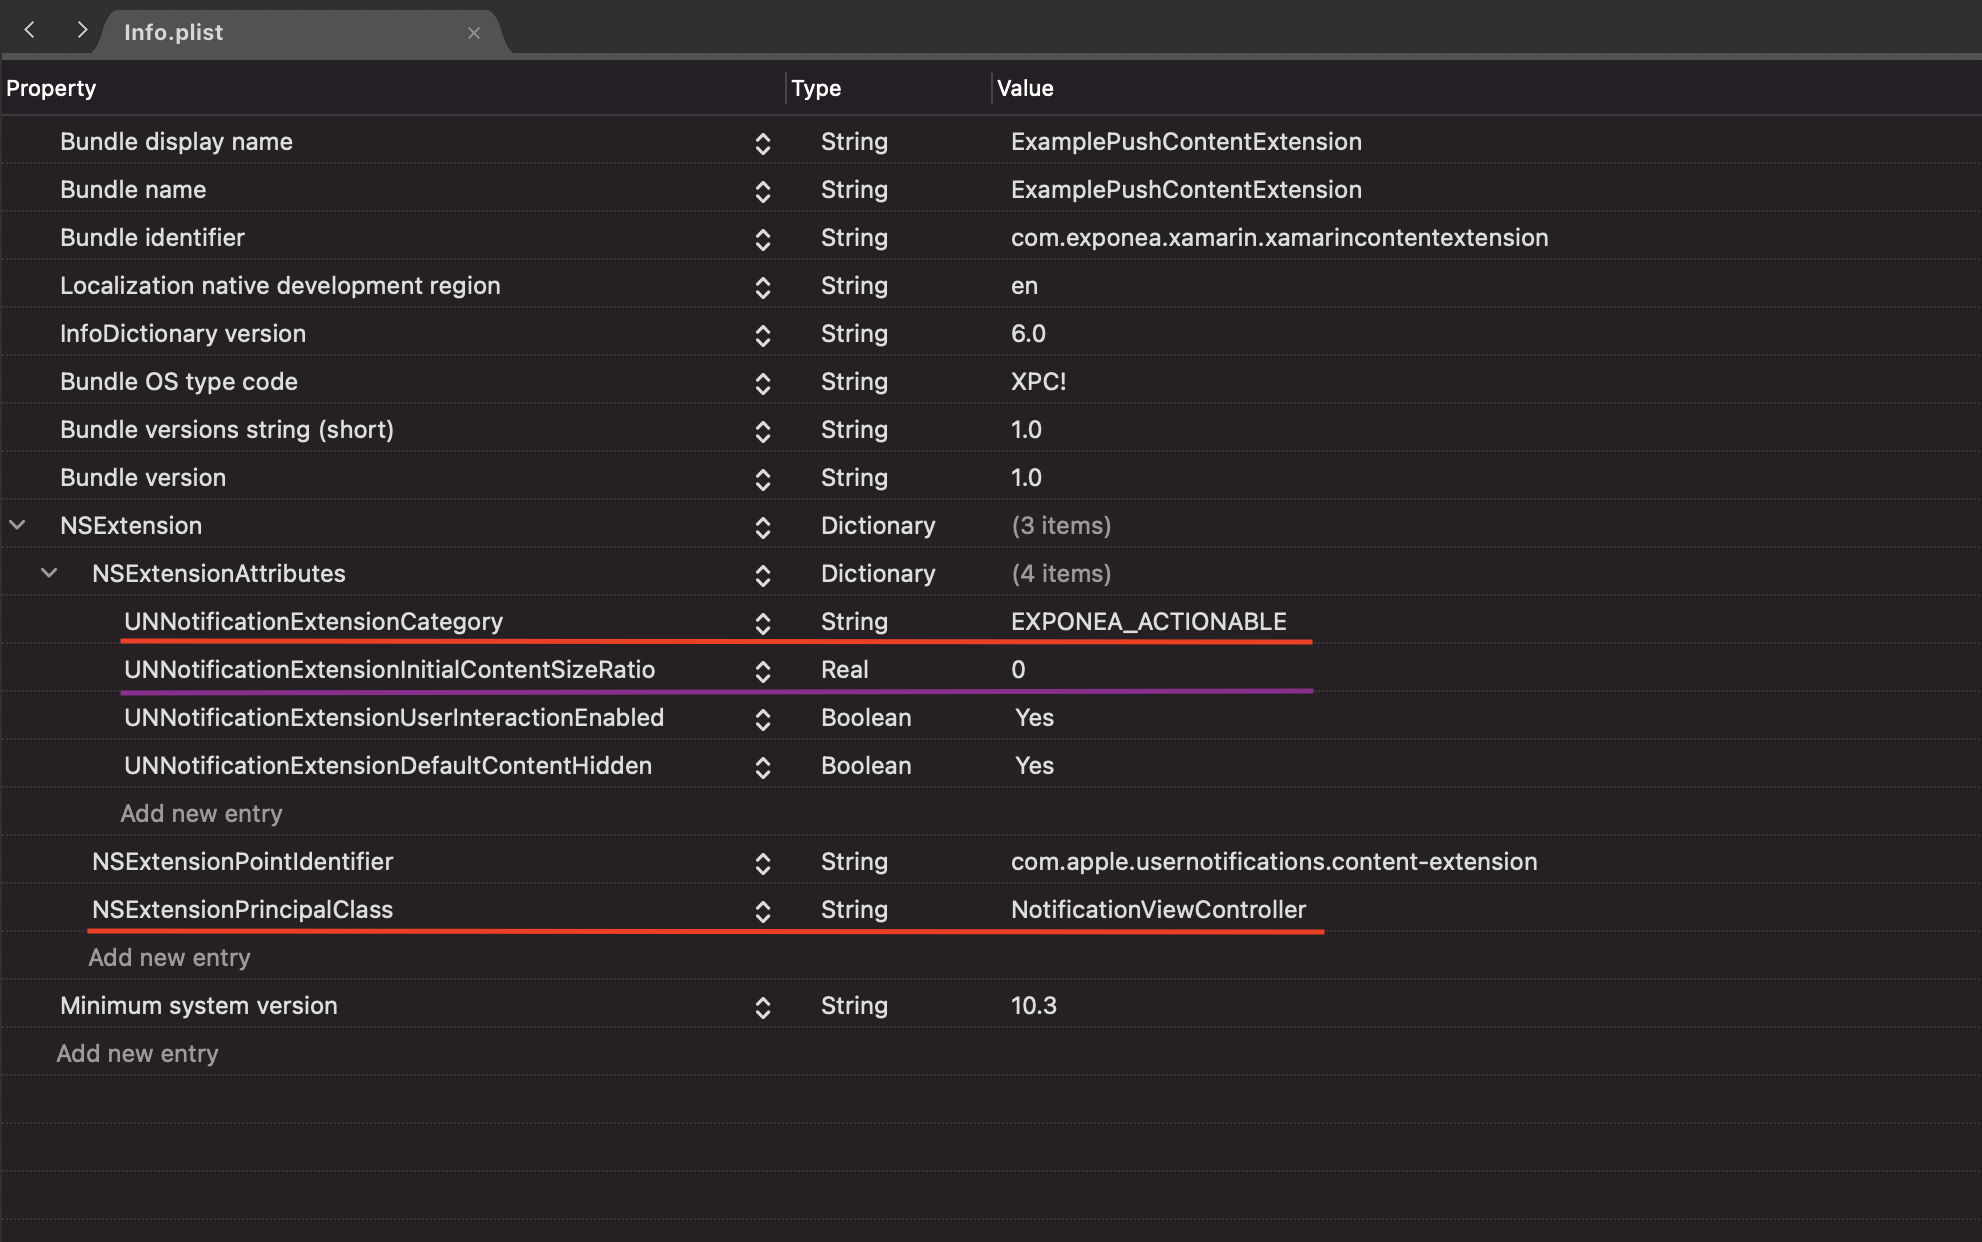 Info.plist
Property Type Value
Bundle display name String ExamplePushContentExtension
Bundle name String ExamplePushContentExtension
Bundle identifier String com.exponea.xamarin.xamarincontentextension
Localization native development region String en
InfoDictionary version String 6.0
Bundle OS type code String XPC!
Bundle versions string (short) String 1.0
Bundle version String 1.0
NSExtension Dictionary (3 items)
NSExtensionAttributes Dictionary (4 items)
UNNotificationExtensionCategory String EXPONEA_ACTIONABLE
UNNotificationExtensionInitialContentSizeRatio Real 0
UNNotificationExtensionUserInteractionEnabled Boolean Yes
UNNotificationExtensionDefaultContentHidden Boolean Yes
Add new entry
NSExtensionPointIdentifier String com.apple.usernotifications.content-extension
NSExtensionPrincipalClass String NotificationViewController
Add new entry
Minimum system version String 10.3
Add new entry